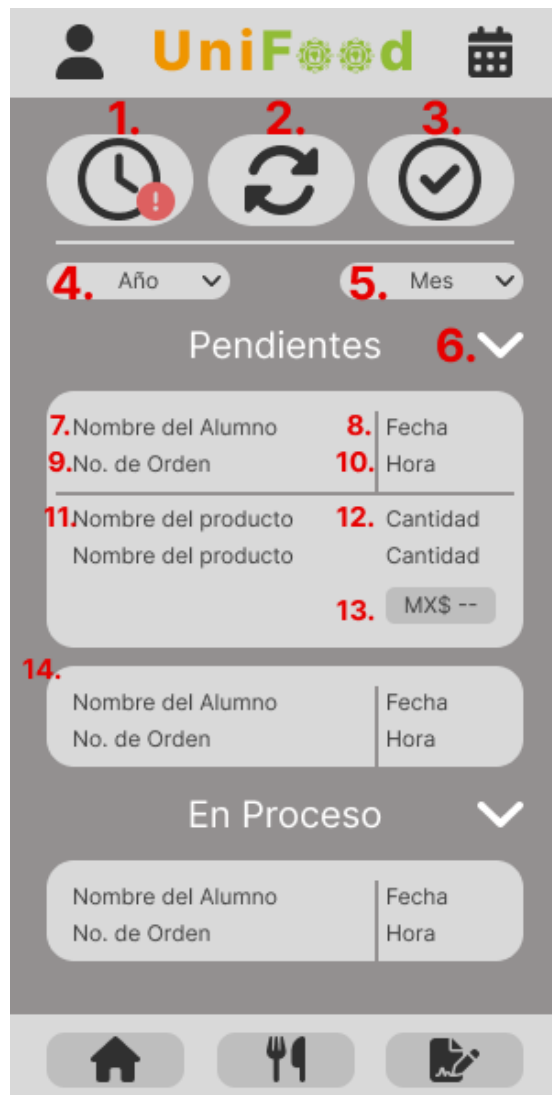 UniFood
1. 2. 3.
!
4. Año 5. Mes
Pendientes 6.
7. Nombre del Alumno 8. Fecha
9. No. de Orden 10. Hora
11. Nombre del producto 12. Cantidad
Nombre del producto Cantidad
13. MX$ --
14.
Nombre del Alumno Fecha
No. de Orden Hora
En Proceso
Nombre del Alumno Fecha
No. de Orden Hora